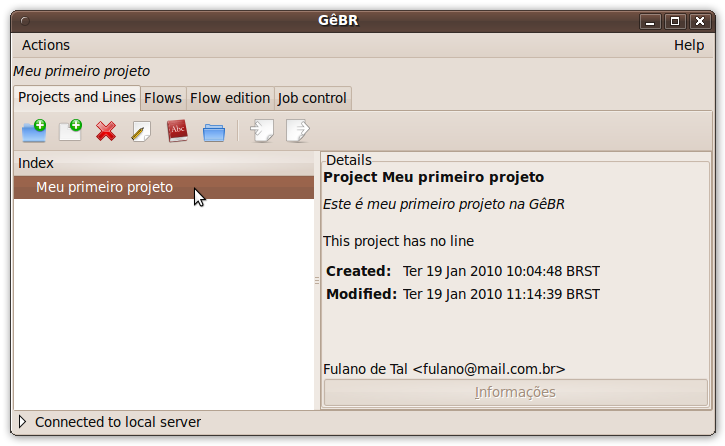 GêBR
Actions Help
Meu primeiro projeto
Projects and Lines Flows Flow edition Job control
Abc
Index
Meu primeiro projeto
Details
Project Meu primeiro projeto
Este é meu primeiro projeto na GêBR
This project has no line
Created: Ter 19 Jan 2010 10:04:48 BRST
Modified: Ter 19 Jan 2010 11:14:39 BRST
Fulano de Tal <fulano@mail.com.br>
Informações
Connected to local server